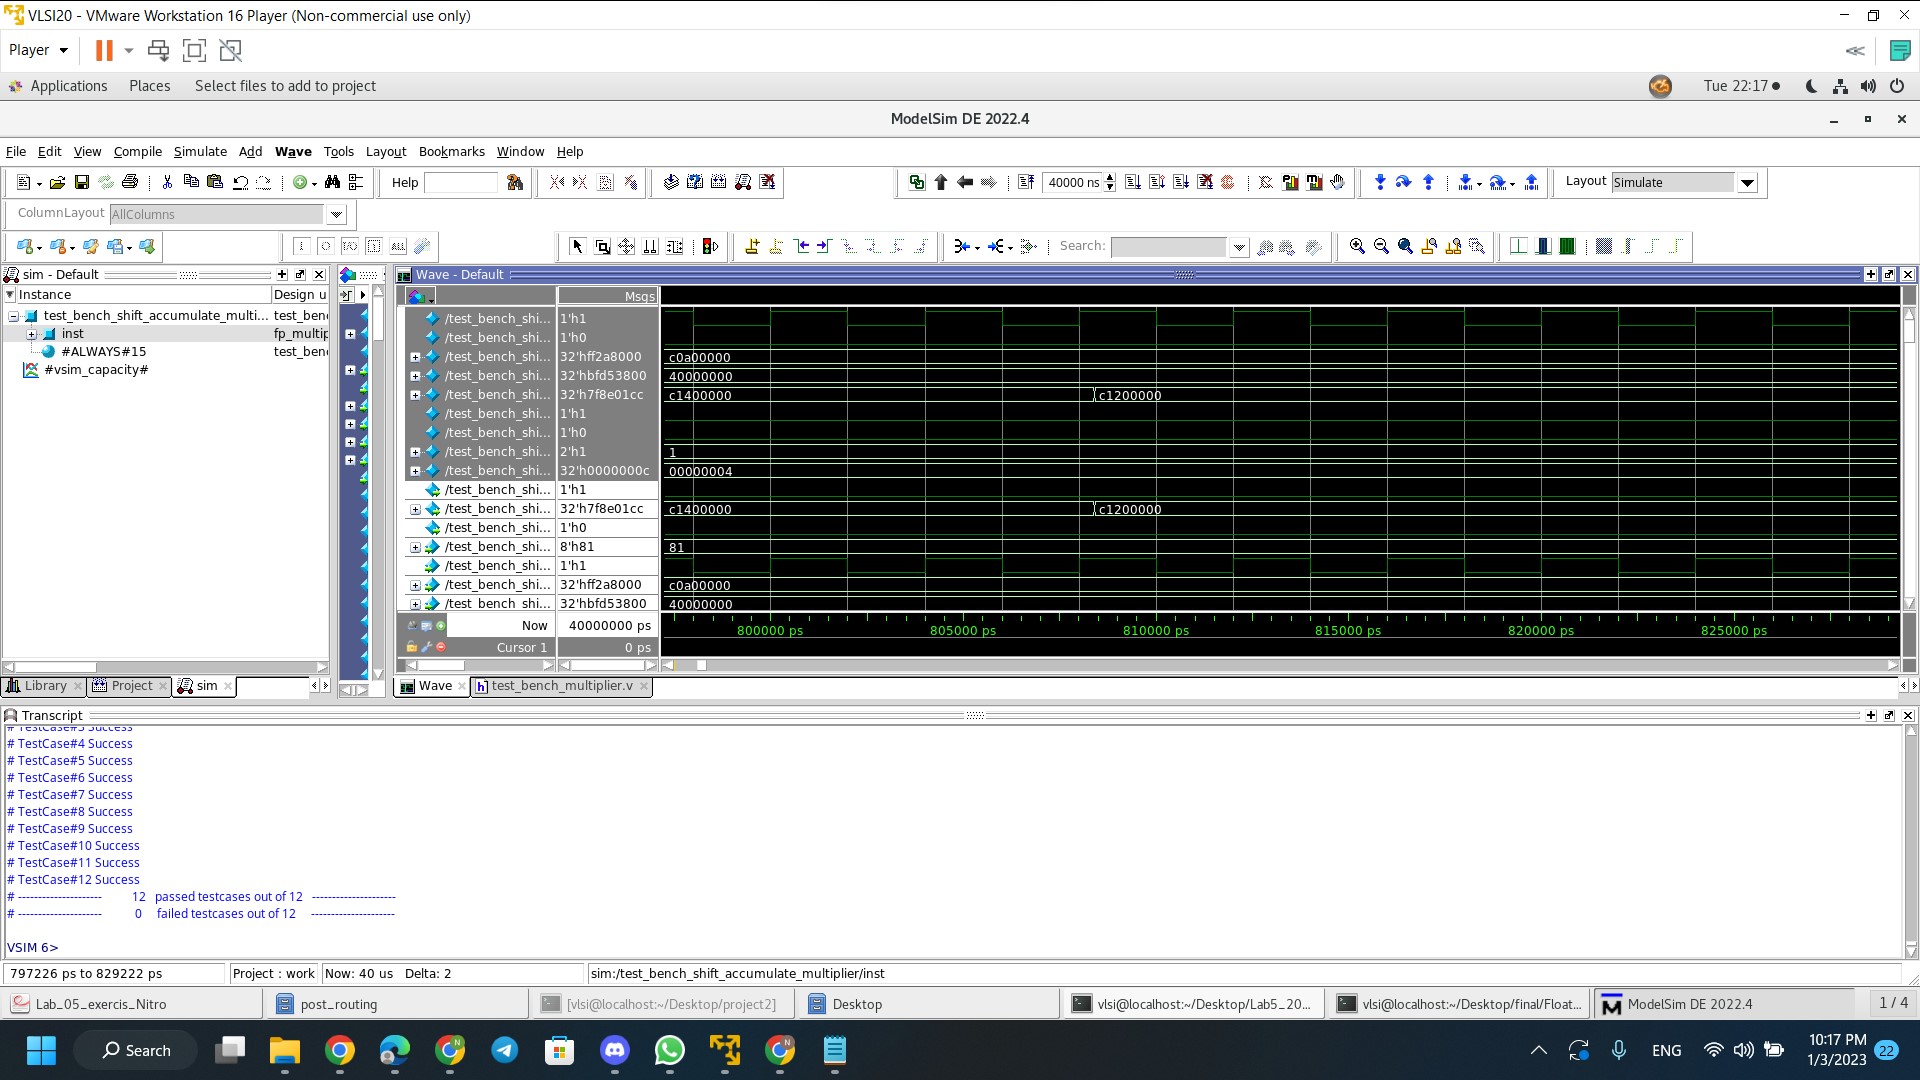 VLSI20 - VMware Workstation 16 Player (Non-commercial use only)
Player
Applications Places Select files to add to project Tue 22:17
ModelSim DE 2022.4
File Edit View Compile Simulate Add Wave Tools Layout Bookmarks Window Help
Help 40000 ns Layout Simulate
ColumnLayout AllColumns
Search:
sim - Default
Instance Design u
test_bench_shift_accumulate_multi... test_ben
inst fp_multip
#ALWAYS#15 test_ben
#vsim_capacity#
Wave - Default
Msgs
/test_bench_shi... 1'h1
/test_bench_shi... 1'h0
/test_bench_shi... 32'hff2a8000 c0a00000
/test_bench_shi... 32'hbfd53800 40000000
/test_bench_shi... 32'h7f8e01cc c1400000 c1200000
/test_bench_shi... 1'h1
/test_bench_shi... 1'h0
/test_bench_shi... 2'h1 1
/test_bench_shi... 32'h0000000c 00000004
/test_bench_shi... 1'h1
/test_bench_shi... 32'h7f8e01cc c1400000 c1200000
/test_bench_shi... 1'h0
/test_bench_shi... 8'h81 81
/test_bench_shi... 1'h1
/test_bench_shi... 32'hff2a8000 c0a00000
/test_bench_shi... 32'hbfd53800 40000000
Now 40000000 ps 800000 ps 805000 ps 810000 ps 815000 ps 820000 ps 825000 ps
Cursor 1 0 ps
Library Project sim
Wave test_bench_multiplier.v
Transcript
# TestCase#3 Success
# TestCase#4 Success
# TestCase#5 Success
# TestCase#6 Success
# TestCase#7 Success
# TestCase#8 Success
# TestCase#9 Success
# TestCase#10 Success
# TestCase#11 Success
# TestCase#12 Success
# --------------------- 12 passed testcases out of 12 ---------------------
# --------------------- 0 failed testcases out of 12 ---------------------
VSIM 6>
797226 ps to 829222 ps Project : work Now: 40 us Delta: 2 sim:/test_bench_shift_accumulate_multiplier/inst
Lab_05_exercis_Nitro post_routing [vlsi@localhost:~/Desktop/project2] Desktop vlsi@localhost:~/Desktop/Lab5_20... vlsi@localhost:~/Desktop/final/Float... ModelSim DE 2022.4 1 / 4
Search ENG 10:17 PM
1/3/2023 22